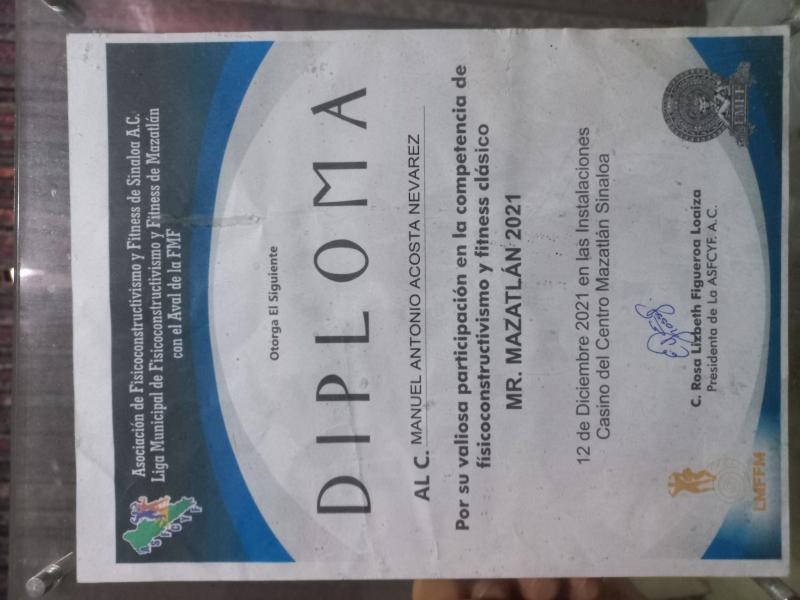 Asociación de Fisicoconstructivismo y Fitness de Sinaloa A.C.
Liga Municipal de Fisicoconstructivismo y Fitness de Mazatlán
con el Aval de la FMF
ASFCYF
Otorga El Siguiente
DIPLOMA
AL C. MANUEL ANTONIO ACOSTA NEVAREZ
Por su valiosa participación en la competencia de
fisicoconstructivismo y fitness clásico
MR. MAZATLÁN 2021
12 de Diciembre 2021 en las Instalaciones
Casino del Centro Mazatlán Sinaloa
C. Rosa Lizbeth Figueroa Loaiza
Presidenta de La ASFCYF. A.C.
LMFFM
FMFF